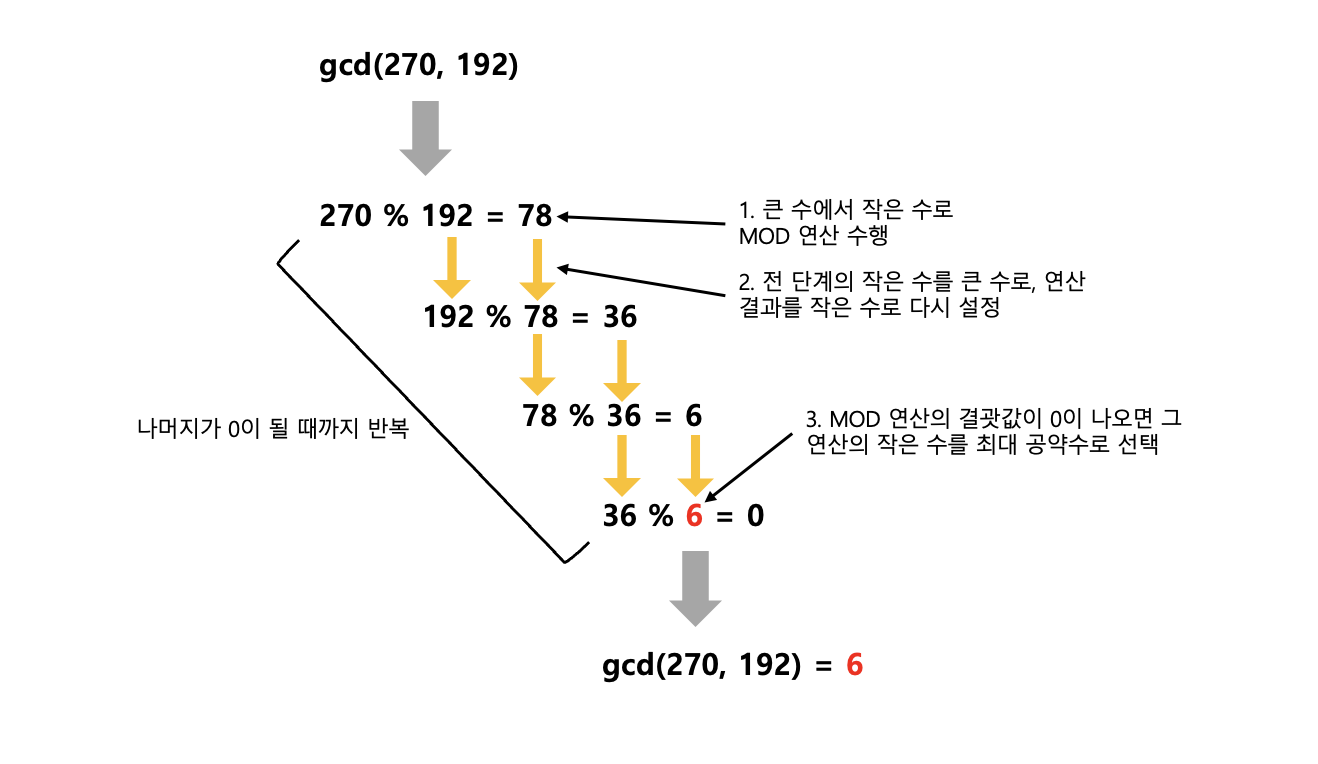 gcd(270, 192)
270 % 192 = 78
1. 큰 수에서 작은 수로
MOD 연산 수행
2. 전 단계의 작은 수를 큰 수로, 연산
결과를 작은 수로 다시 설정
192 % 78 = 36
78 % 36 = 6
나머지가 0이 될 때까지 반복
3. MOD 연산의 결괏값이 0이 나오면 그
연산의 작은 수를 최대 공약수로 선택
36 % 6 = 0
gcd(270, 192) = 6